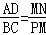 AD/BC = MN/PM